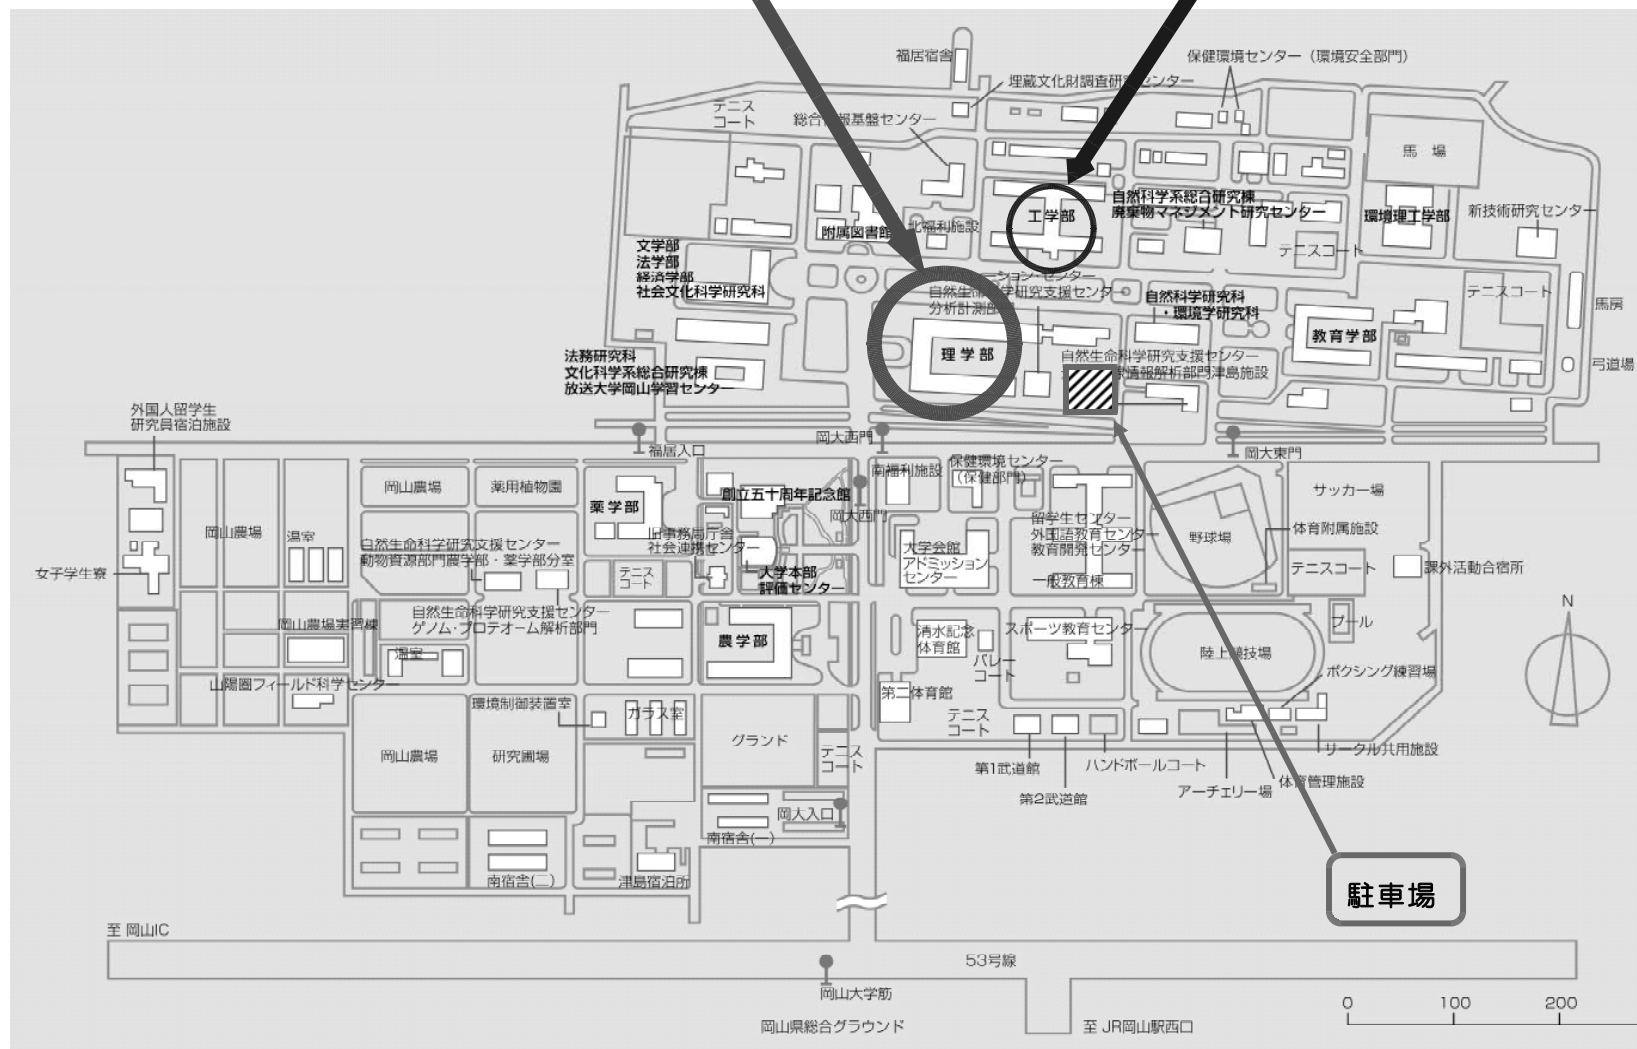 福居宿舎
保健環境センター（環境安全部門）
埋蔵文化財調査研究センター
テニス
コート
総合情報基盤センター
馬　場
工学部
自然科学系総合研究棟
廃棄物マネジメント研究センター
環境理工学部
新技術研究センター
附属図書館
北福利施設
テニスコート
文学部
法学部
経済学部
社会文化科学研究科
ーション・センター
自然生命科学研究支援センター
分析計測部門
自然科学研究科
・環境学研究科
テニスコート
馬房
教育学部
理学部
法務研究科
文化科学系総合研究棟
放送大学岡山学習センター
自然生命科学研究支援センター
情報解析部門津島施設
弓道場
外国人留学生
研究員宿泊施設
福居入口
岡大西門
岡大東門
岡山農場
薬用植物園
薬学部
創立五十周年記念館
南福利施設
保健環境センター
（保健部門）
サッカー場
岡大西門
岡山農場
温室
旧事務局庁舎
社会連携センター
留学生センター
外国語教育センター
教育開発センター
野球場
体育附属施設
自然生命科学研究支援センター
動物資源部門農学部・薬学部分室
大学会館
アドミッション
センター
女子学生寮
テニス
コート
大学本部
評価センター
一般教育棟
テニスコート
課外活動合宿所
自然生命科学研究支援センター
ゲノム・プロテオーム解析部門
岡山農場実習棟
農学部
清水記念
体育館
スポーツ教育センター
プール
N
温室
バレー
コート
陸上競技場
ボクシング練習場
山陽圏フィールド科学センター
第二体育館
環境制御装置室
ガラス室
テニス
コート
グランド
岡山農場
研究圃場
テニス
コート
サークル共用施設
第1武道館
ハンドボールコート
体育管理施設
第2武道館
アーチェリー場
岡大入口
南宿舎(一)
南宿舎(二)
津島宿泊所
駐車場
至 岡山IC
53号線
岡山大学筋
岡山県総合グラウンド
至 JR岡山駅西口
0
100
200